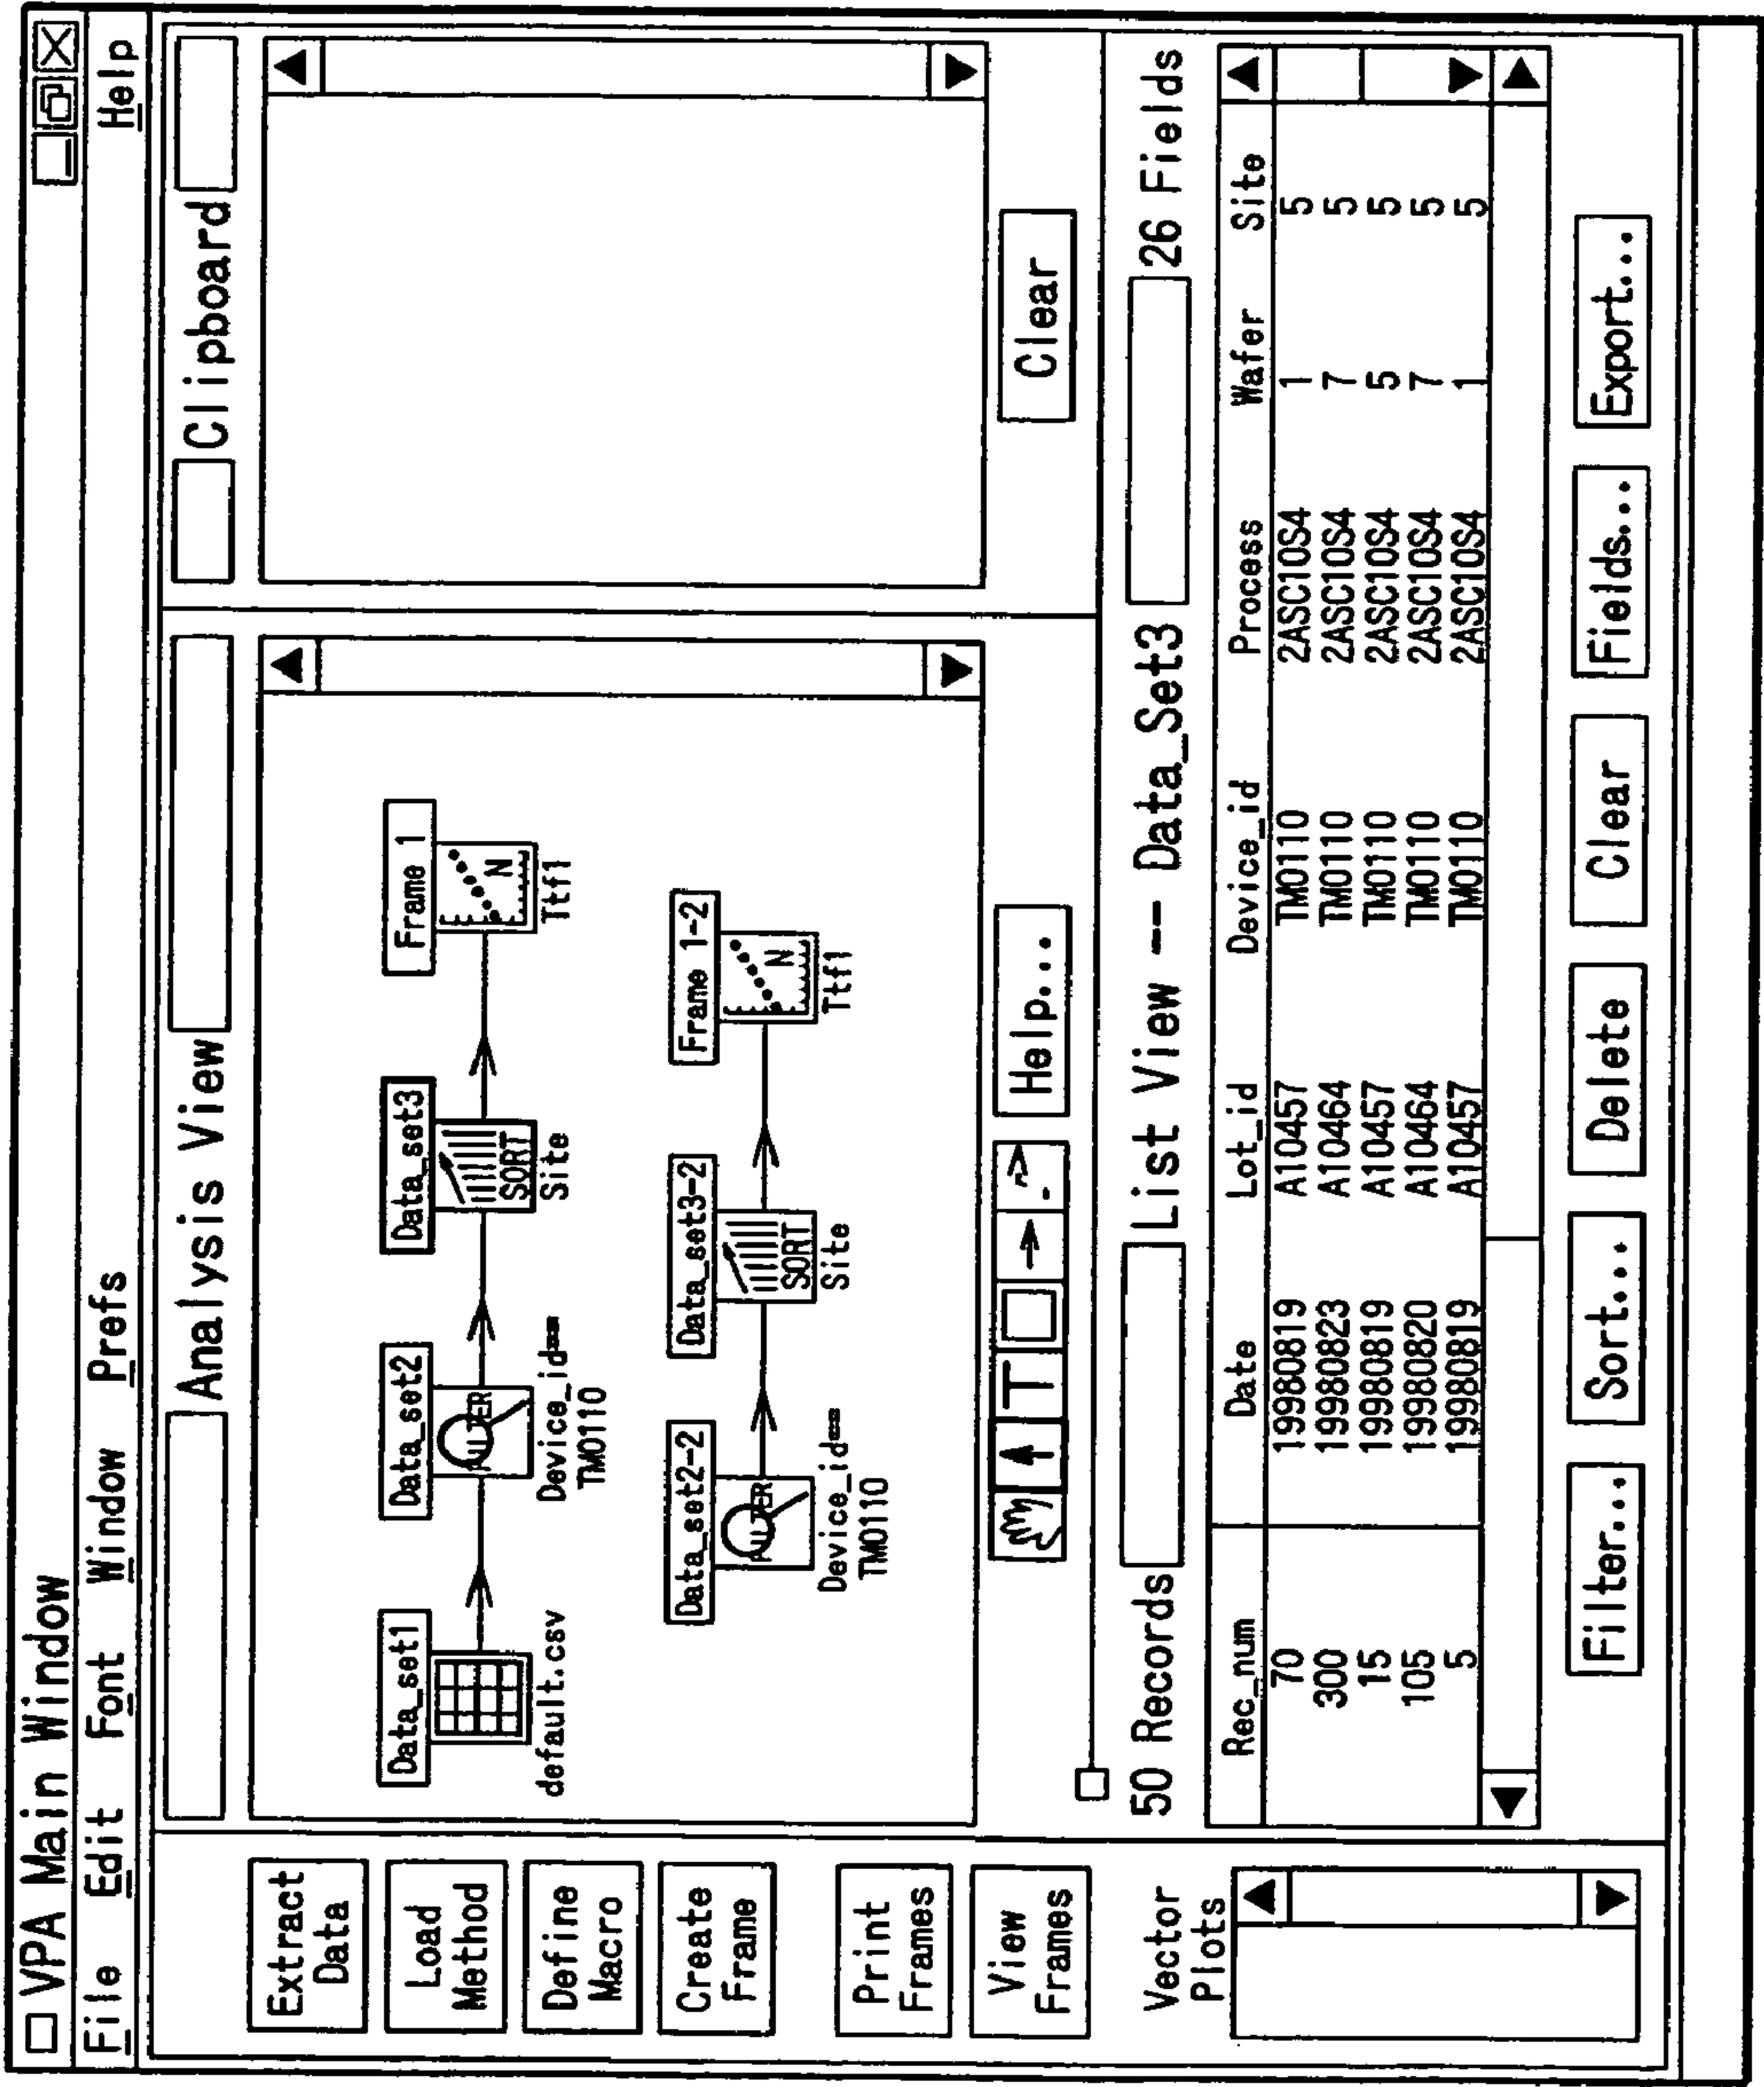 VPA Main Window
File Edit Font Window Prefs Help
Extract
Data
Load
Method
Define
Macro
Create
Frame
Print
Frames
View
Frames
Vector
Plots
Analysis View
Data_set1
default.csv
Data_set2
FILTER
Device_id==
TM0110
Data_set3
SORT
Site
Frame 1
N
Ttf1
Data_set2-2
FILTER
Device_id==
TM0110
Data_set3-2
SORT
Site
Frame 1-2
N
Ttf1
T
Help...
Clipboard
Clear
50 Records List View -- Data_Set3 26 Fields
Rec_num Date Lot_id Device_id Process Wafer Site
70 19980819 A10457 TM0110 2ASC10S4 1 5
300 19980823 A10464 TM0110 2ASC10S4 7 5
15 19980819 A10457 TM0110 2ASC10S4 5 5
105 19980820 A10464 TM0110 2ASC10S4 7 5
5 19980819 A10457 TM0110 2ASC10S4 1 5
Filter... Sort... Delete Clear Fields... Export...